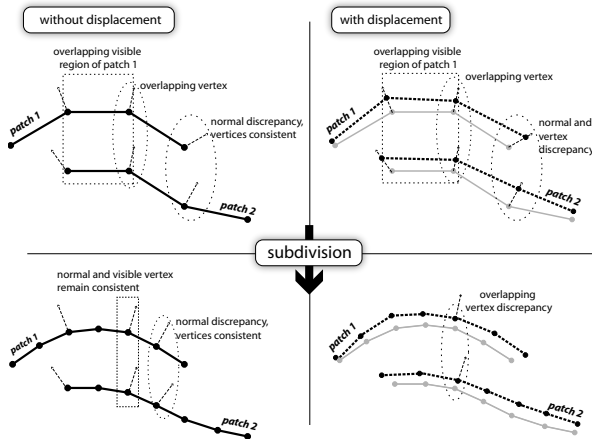 without displacement
with displacement
overlapping visible
region of patch 1
overlapping vertex
patch 1
normal discrepancy,
vertices consistent
patch 2
overlapping visible
region of patch 1
overlapping vertex
patch 1
normal and
vertex
discrepancy
patch 2
subdivision
normal and visible vertex
remain consistent
normal discrepancy,
vertices consistent
patch 1
patch 2
overlapping
vertex discrepancy
patch 1
patch 2